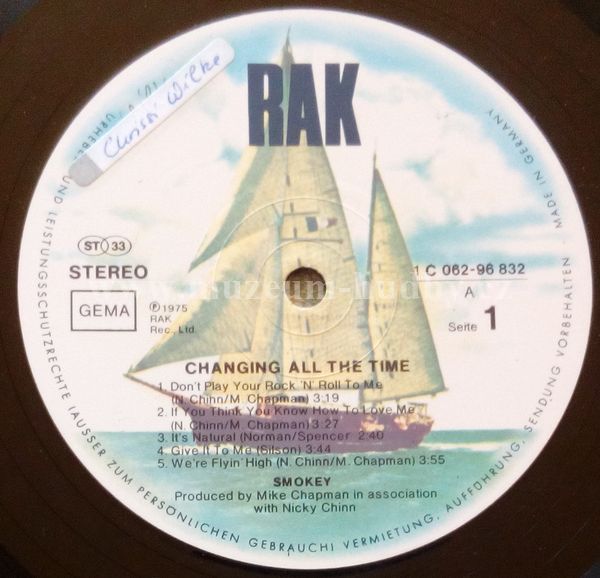 RAK
Christi Wilke
ST 33
STEREO
GEMA
℗ 1975
RAK
Rec., Ltd.
1 C 062-96 832
A
Seite 1
CHANGING ALL THE TIME
1. Don't Play Your Rock 'N' Roll To Me
(N. Chinn/M. Chapman) 3:19
2. If You Think You Know How To Love Me
(N. Chinn/M. Chapman) 3:27
3. It's Natural (Norman/Spencer 2:40
4. Give It To Me (Silson) 3:44
5. We're Flyin' High (N. Chinn/M. Chapman) 3:55
SMOKEY
Produced by Mike Chapman in association
with Nicky Chinn
UND LEISTUNGSSCHUTZRECHTE (AUSSER ZUM PERSÖNLICHEN GEBRAUCH) VERMIETUNG, AUFFÜHRUNG, SENDUNG VORBEHALTEN · MADE IN GERMANY